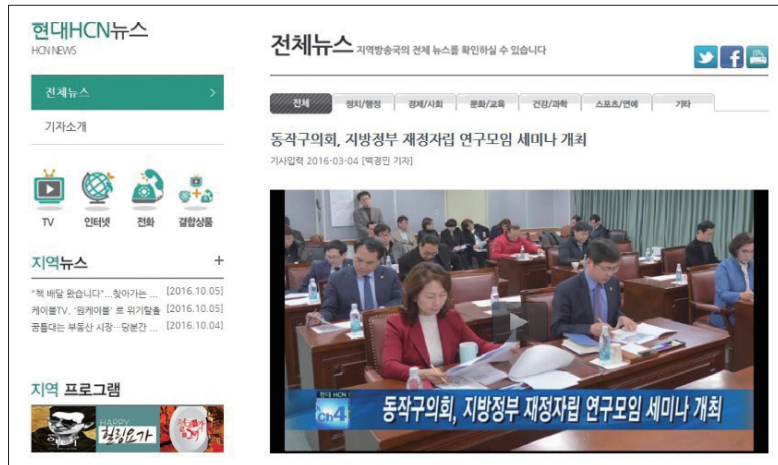 현대HCN뉴스
HCN NEWS
전체뉴스 >
기자소개
TV 인터넷 전화 결합상품
지역뉴스 +
"책 배달 왔습니다"...찾아가는 ... [2016.10.05]
케이블TV, '원케이블' 로 위기탈출 [2016.10.05]
꿈틀대는 부동산 시장…당분간 ... [2016.10.04]
지역 프로그램
HAPPY
힐링요가
전체뉴스 지역방송국의 전체 뉴스를 확인하실 수 있습니다
전체 정치/행정 경제/사회 문화/교육 건강/과학 스포츠/연예 기타
동작구의회, 지방정부 재정자립 연구모임 세미나 개최
기사입력 2016-03-04 [백경민 기자]
현대 HCN
Ch4 동작구의회, 지방정부 재정자립 연구모임 세미나 개최